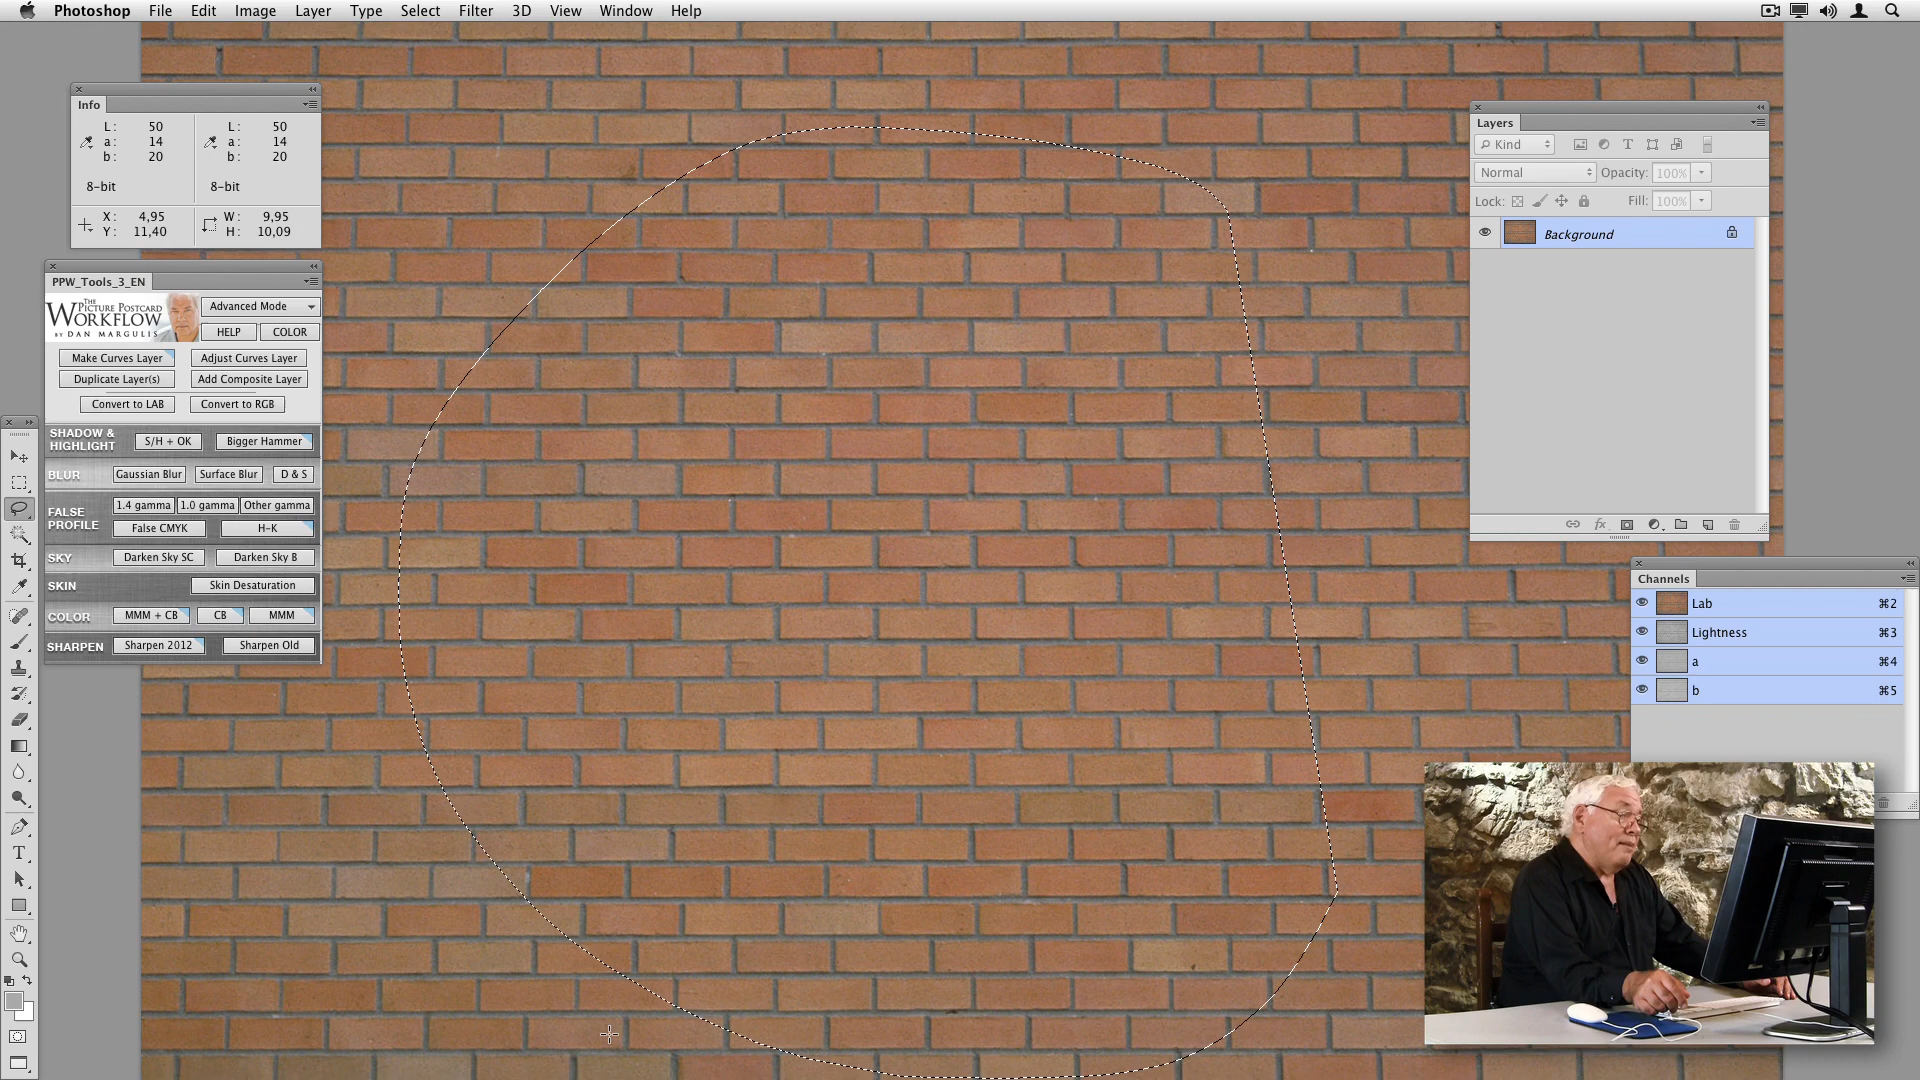 Photoshop File Edit Image Layer Type Select Filter 3D View Window Help
Info
L: 50 L: 50
a: 14 a: 14
b: 20 b: 20
8-bit 8-bit
X: 4,95 W: 9,95
Y: 11,40 H: 10,09
PPW_Tools_3_EN
THE
PICTURE POSTCARD
WORKFLOW
BY DAN MARGULIS
Advanced Mode
HELP COLOR
Make Curves Layer Adjust Curves Layer
Duplicate Layer(s) Add Composite Layer
Convert to LAB Convert to RGB
SHADOW &
HIGHLIGHT
S/H + OK Bigger Hammer
BLUR Gaussian Blur Surface Blur D & S
FALSE
PROFILE
1.4 gamma 1.0 gamma Other gamma
False CMYK H-K
SKY Darken Sky SC Darken Sky B
SKIN Skin Desaturation
COLOR MMM + CB CB MMM
SHARPEN Sharpen 2012 Sharpen Old
Layers
Kind
Normal Opacity: 100%
Lock: Fill: 100%
Background
fx
Channels
Lab ⌘2
Lightness ⌘3
a ⌘4
b ⌘5